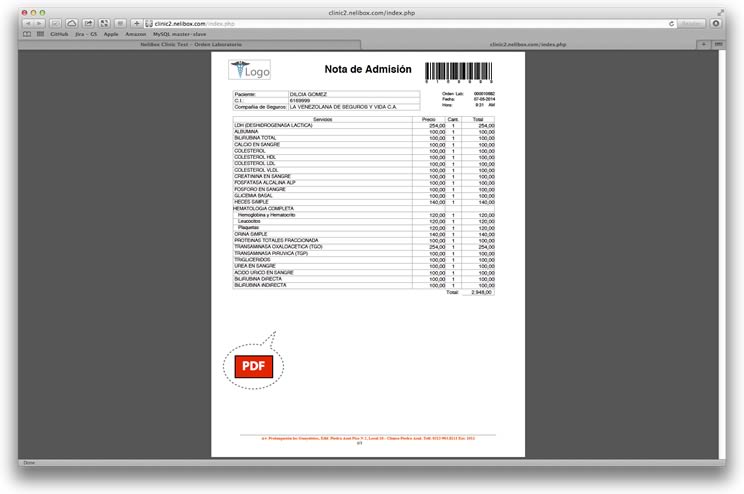 clinic2.nelibox.com/index.php
clinic2.nelibox.com/index.php
Reader
GitHub Jira - GS Apple Amazon MySQL master-slave
Nelibox Clinic Test - Orden Laboratorio clinic2.nelibox.com/index.php
Logo Nota de Admisión
Paciente: DILCIA GOMEZ Orden Lab: 000010682
C.I.: 6169999 Fecha: 07-05-2014
Compañia de Seguros: LA VENEZOLANA DE SEGUROS Y VIDA C.A. Hora: 9:31 AM
Servicios Precio Cant. Total
LDH (DESHIDROGENASA LACTICA) 254,00 1 254,00
ALBUMINA 100,00 1 100,00
BILIRUBINA TOTAL 100,00 1 100,00
CALCIO EN SANGRE 100,00 1 100,00
COLESTEROL 100,00 1 100,00
COLESTEROL HDL 100,00 1 100,00
COLESTEROL LDL 100,00 1 100,00
COLESTEROL VLDL 100,00 1 100,00
CREATININA EN SANGRE 100,00 1 100,00
FOSFATASA ALCALINA ALP 100,00 1 100,00
FOSFORO EN SANGRE 100,00 1 100,00
GLICEMIA BASAL 100,00 1 100,00
HECES SIMPLE 140,00 1 140,00
HEMATOLOGIA COMPLETA
Hemoglobina y Hematocrito 120,00 1 120,00
Leucocitos 120,00 1 120,00
Plaquetas 120,00 1 120,00
ORINA SIMPLE 140,00 1 140,00
PROTEINAS TOTALES FRACCIONADA 100,00 1 100,00
TRANSAMINASA OXALOACETICA (TGO) 254,00 1 254,00
TRANSAMINASA PIRUVICA (TGP) 100,00 1 100,00
TRIGLICERIDOS 100,00 1 100,00
UREA EN SANGRE 100,00 1 100,00
ACIDO URICO EN SANGRE 100,00 1 100,00
BILIRUBINA DIRECTA 100,00 1 100,00
BILIRUBINA INDIRECTA 100,00 1 100,00
Total: 2.948,00
PDF
1/1
Done